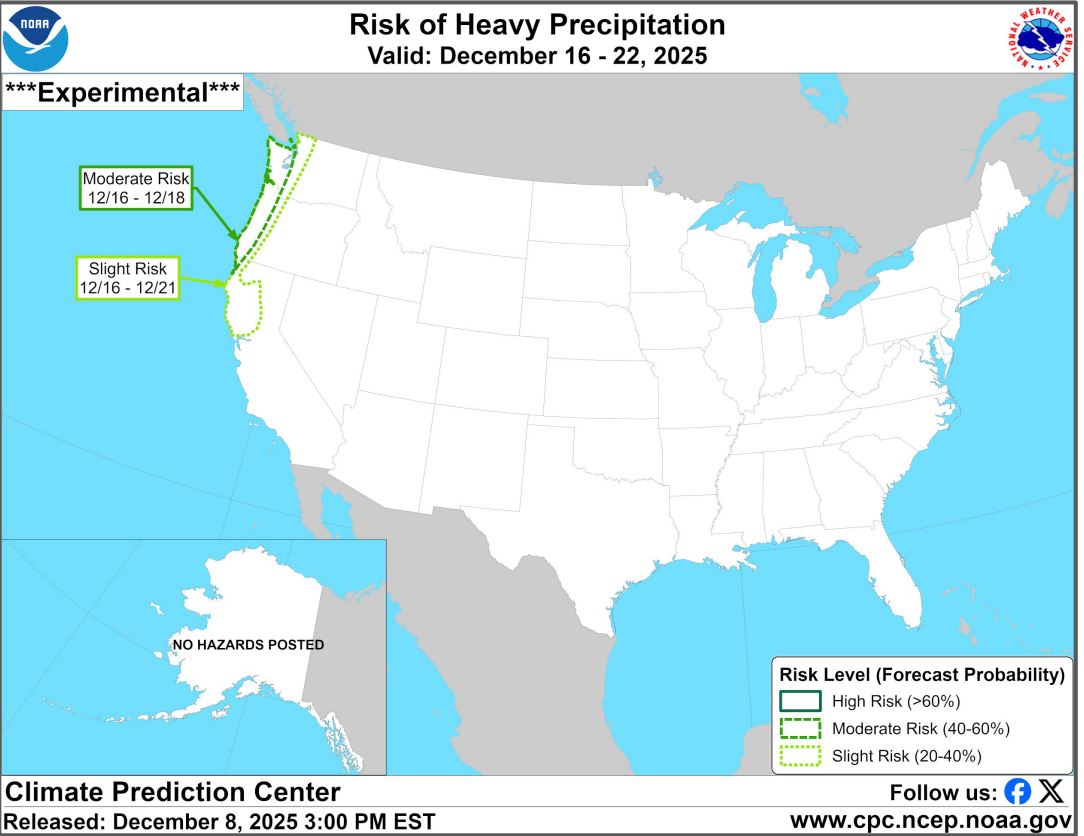 NOAA
Risk of Heavy Precipitation
Valid: December 16 - 22, 2025
NATIONAL WEATHER SERVICE
***Experimental***
Moderate Risk
12/16 - 12/18
Slight Risk
12/16 - 12/21
NO HAZARDS POSTED
Risk Level (Forecast Probability)
High Risk (>60%)
Moderate Risk (40-60%)
Slight Risk (20-40%)
Climate Prediction Center
Follow us:
Released: December 8, 2025 3:00 PM EST
www.cpc.ncep.noaa.gov